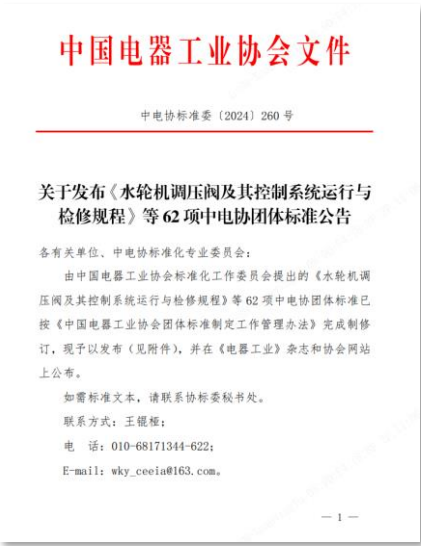 中国电器工业协会文件
中电协标准委〔2024〕260 号
关于发布《水轮机调压阀及其控制系统运行与
检修规程》等 62 项中电协团体标准公告
各有关单位、中电协标准化专业委员会：
由中国电器工业协会标准化工作委员会提出的《水轮机调
压阀及其控制系统运行与检修规程》等 62 项中电协团体标准已
按《中国电器工业协会团体标准制定工作管理办法》完成制修
订，现予以发布（见附件），并在《电器工业》杂志和协会网站
上公布。
如需标准文本，请联系协标委秘书处。
联系方式：王锟桠；
电 话：010-68171344-622；
E-mail：wky_ceeia@163.com。
— 1 —